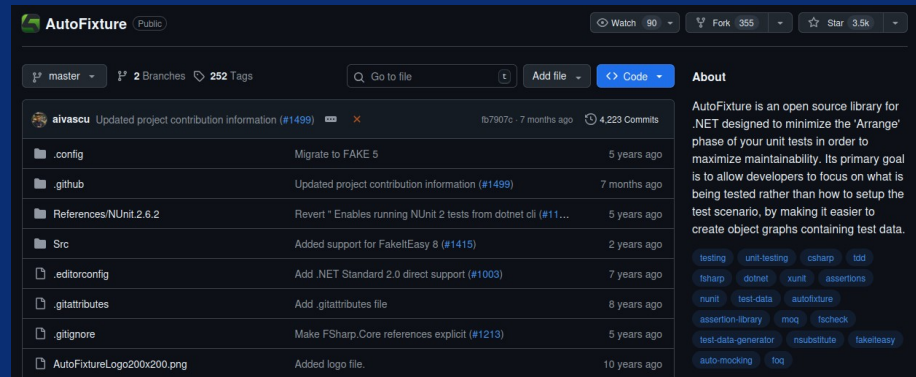 AutoFixture Public
Watch 90 Fork 355 Star 3.5k
master 2 Branches 252 Tags Go to file t Add file <> Code
aivascu Updated project contribution information (#1499) fb7907c · 7 months ago 4,223 Commits
.config Migrate to FAKE 5 5 years ago
.github Updated project contribution information (#1499) 7 months ago
References/NUnit.2.6.2 Revert " Enables running NUnit 2 tests from dotnet cli (#11… 5 years ago
Src Added support for FakeItEasy 8 (#1415) 2 years ago
.editorconfig Add .NET Standard 2.0 direct support (#1003) 7 years ago
.gitattributes Add .gitattributes file 8 years ago
.gitignore Make FSharp.Core references explicit (#1213) 5 years ago
AutoFixtureLogo200x200.png Added logo file. 10 years ago
About
AutoFixture is an open source library for
.NET designed to minimize the 'Arrange'
phase of your unit tests in order to
maximize maintainability. Its primary goal
is to allow developers to focus on what is
being tested rather than how to setup the
test scenario, by making it easier to
create object graphs containing test data.
testing unit-testing csharp tdd
fsharp dotnet xunit assertions
nunit test-data autofixture
assertion-library moq fscheck
test-data-generator nsubstitute fakeiteasy
auto-mocking foq